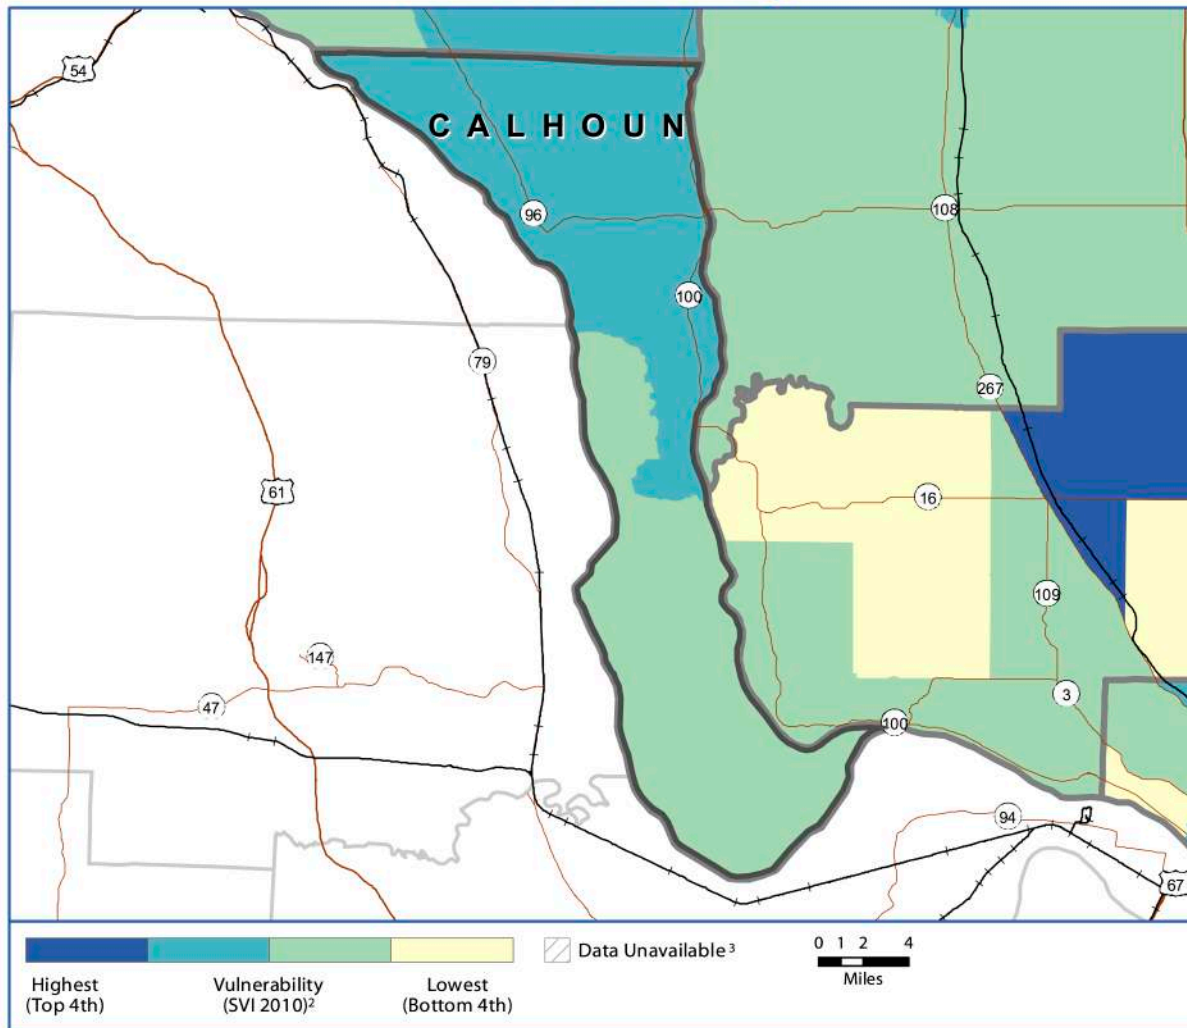 54
CALHOUN
96
108
100
79
267
61
16
109
147
3
47
100
94
67
0 1 2 4
Miles
Data Unavailable³
Highest
(Top 4th)
Vulnerability
(SVI 2010)²
Lowest
(Bottom 4th)